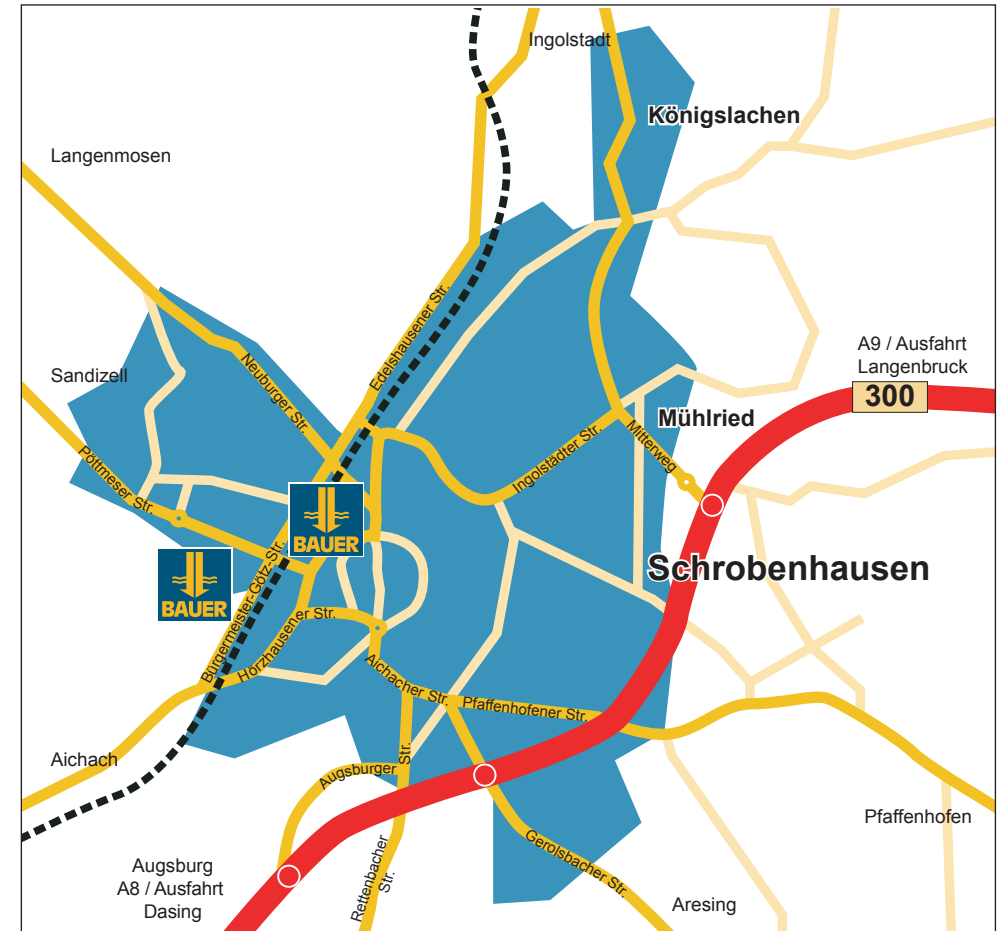 Ingolstadt
Königslachen
Langenmosen
Edelshausener Str.
A9 / Ausfahrt
Langenbruck
300
Sandizell
Neuburger Str.
Mühlried
Ingolstädter Str.
Mitterweg
Pöttmeser Str.
BAUER
BAUER
Schrobenhausen
Bürgermeister-Götz-Str.
Hörzhausener Str.
Aichacher Str.
Pfaffenhofener Str.
Aichach
Augsburger Str.
Pfaffenhofen
Gerolsbacher Str.
Rettenbacher
Str.
Augsburg
A8 / Ausfahrt
Dasing
Aresing